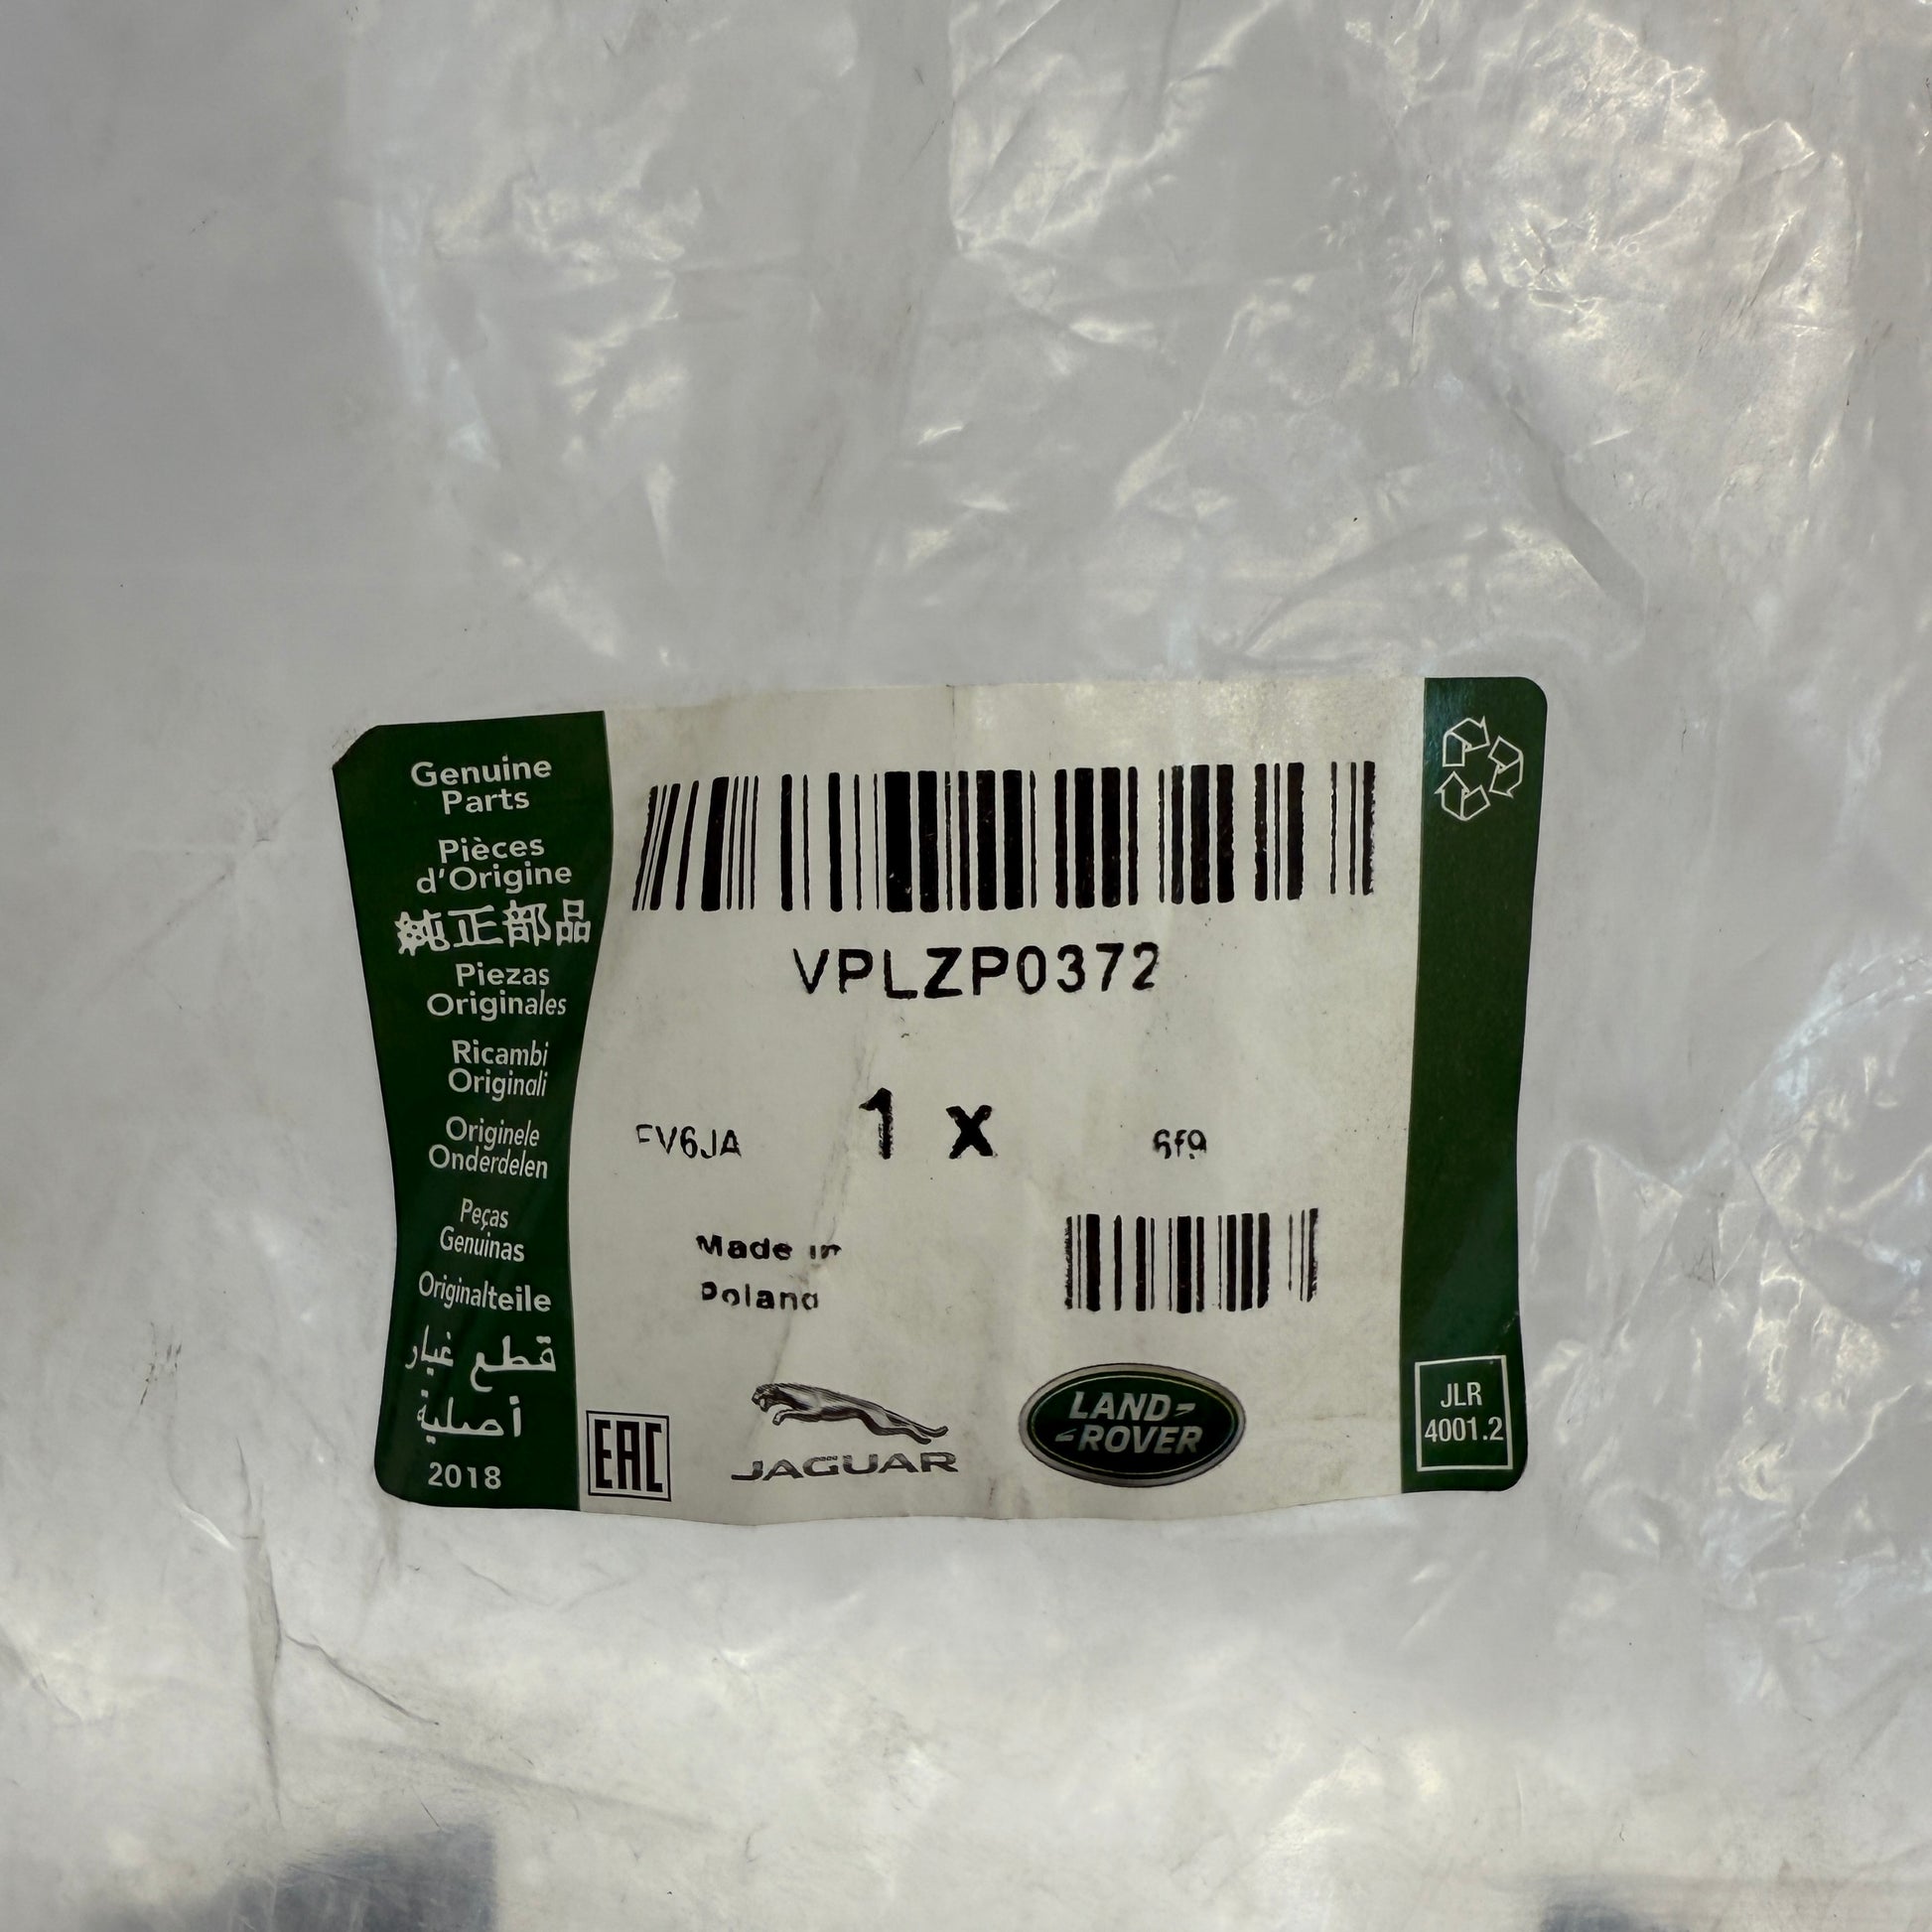 Genuine
Parts
Pièces
d'Origine
純正部品
Piezas
Originales
Ricambi
Originali
Originele
Onderdelen
Peças
Genuinas
Originalteile
قطع غيار
أصلية
2018
VPLZP0372
1 x
Made in
Poland
EAC
JAGUAR
LAND-
-ROVER
JLR
4001.2